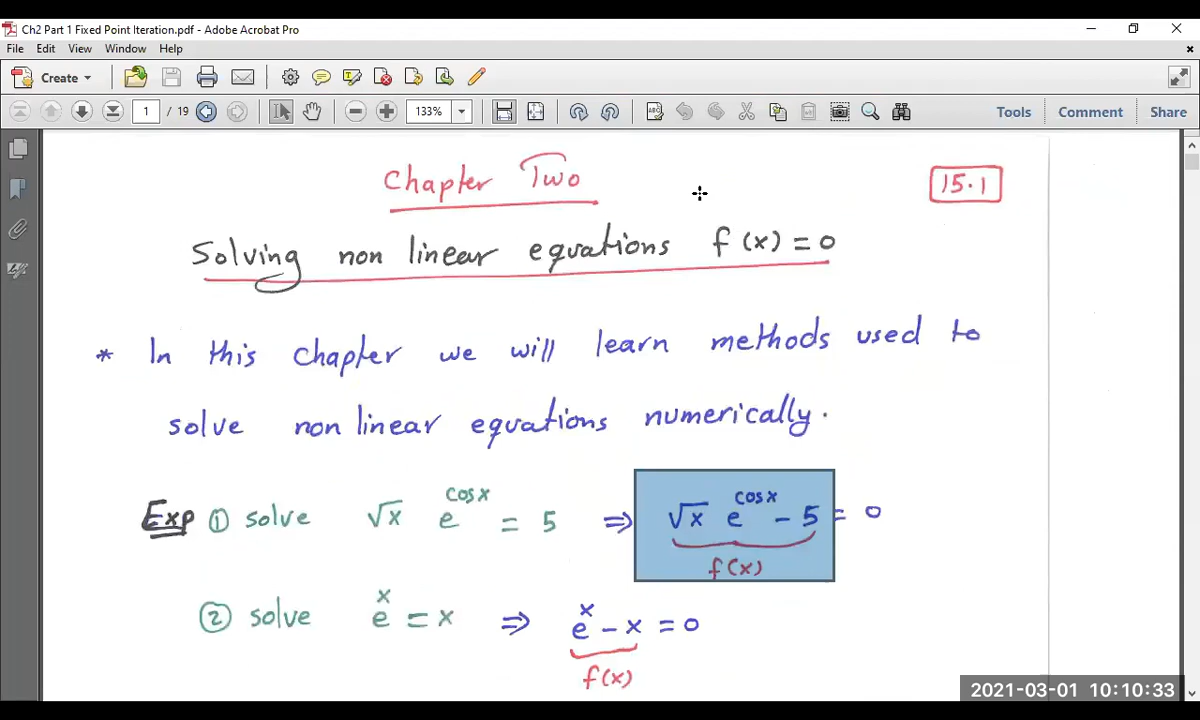 Ch2 Part 1 Fixed Point Iteration.pdf - Adobe Acrobat Pro
File Edit View Window Help
Create
1 / 19 133% Tools Comment Share
Chapter Two
15.1
Solving non linear equations f(x) = 0
* In this chapter we will learn methods used to
solve non linear equations numerically.
Exp ① solve √x e^cosx = 5 ⇒ √x e^cosx - 5 = 0
f(x)
② solve e^x = x ⇒ e^x - x = 0
f(x)
2021-03-01 10:10:33